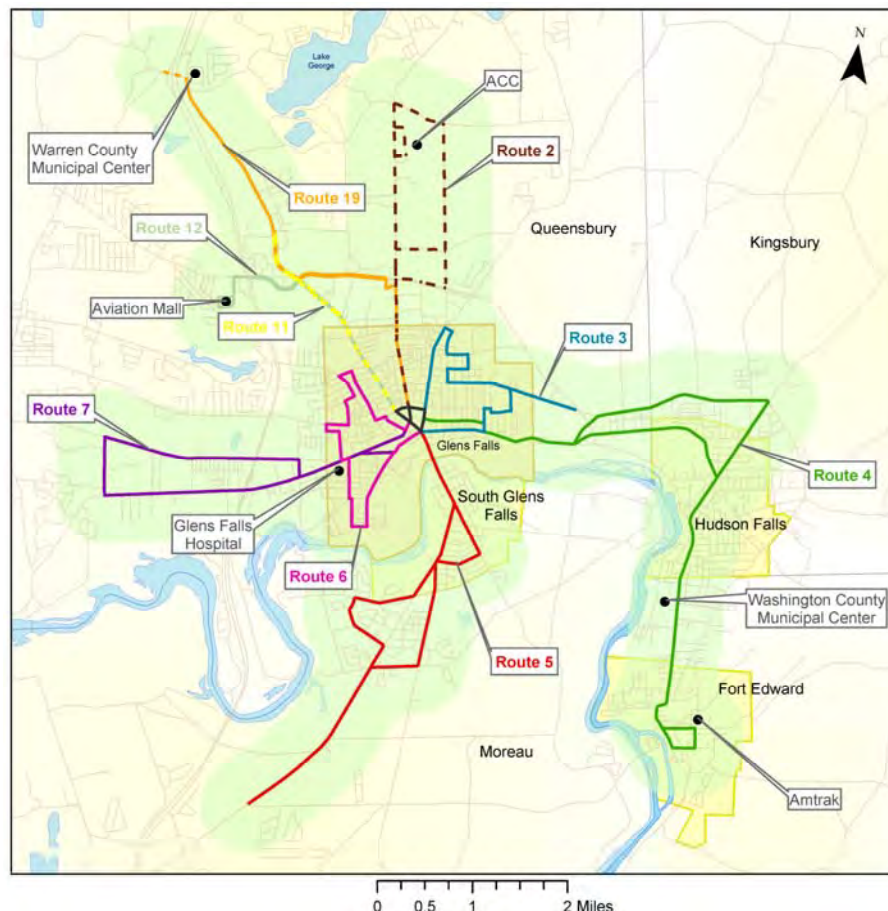 N
Lake
George
ACC
Warren County
Municipal Center
Route 2
Route 19
Queensbury
Kingsbury
Route 12
Aviation Mall
Route 11
Route 3
Route 7
Glens Falls
Route 4
South Glens
Falls
Hudson Falls
Glens Falls
Hospital
Route 6
Washington County
Municipal Center
Route 5
Fort Edward
Moreau
Amtrak
0 0.5 1 2 Miles